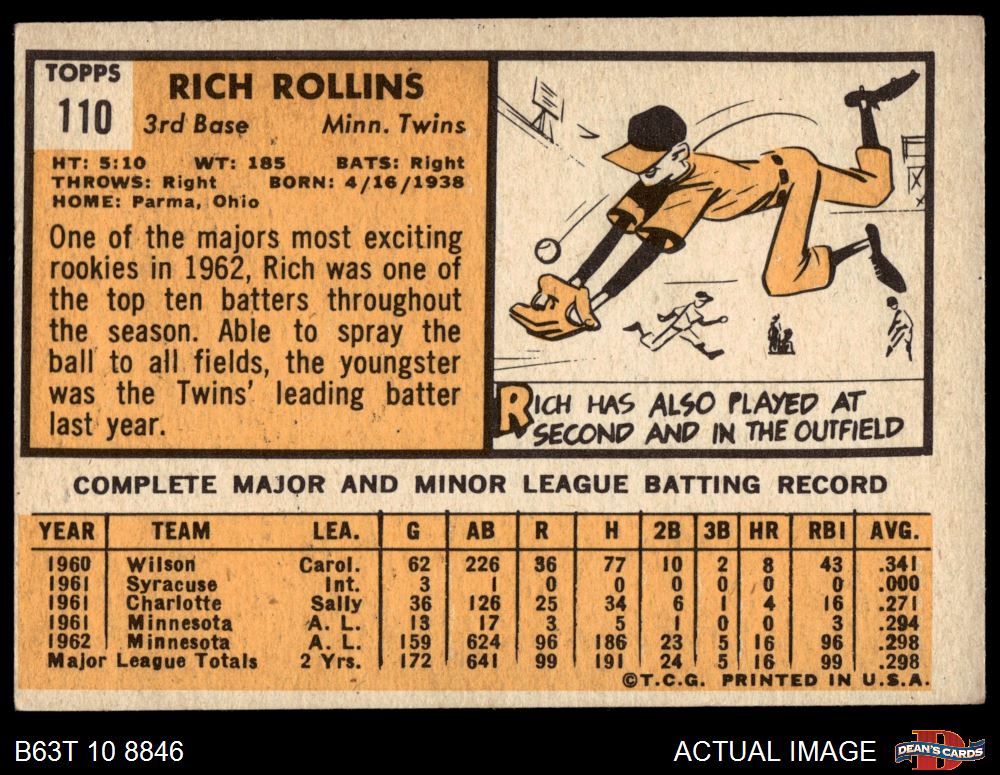 TOPPS
110
RICH ROLLINS
3rd Base Minn. Twins
HT: 5:10 WT: 185 BATS: Right
THROWS: Right BORN: 4/16/1938
HOME: Parma, Ohio
One of the majors most exciting
rookies in 1962, Rich was one of
the top ten batters throughout
the season. Able to spray the
ball to all fields, the youngster
was the Twins' leading batter
last year.
RICH HAS ALSO PLAYED AT
SECOND AND IN THE OUTFIELD
COMPLETE MAJOR AND MINOR LEAGUE BATTING RECORD
YEAR TEAM LEA. G AB R H 2B 3B HR RBI AVG.
1960 Wilson Carol. 62 226 36 77 10 2 8 43 .341
1961 Syracuse Int. 3 1 0 0 0 0 0 0 .000
1961 Charlotte Sally 36 126 25 34 6 1 4 16 .271
1961 Minnesota A. L. 13 17 3 5 1 0 0 3 .294
1962 Minnesota A. L. 159 624 96 186 23 5 16 96 .298
Major League Totals 2 Yrs. 172 641 99 191 24 5 16 99 .298
©T.C.G. PRINTED IN U.S.A.
B63T 10 8846
ACTUAL IMAGE
DEAN'S CARDS